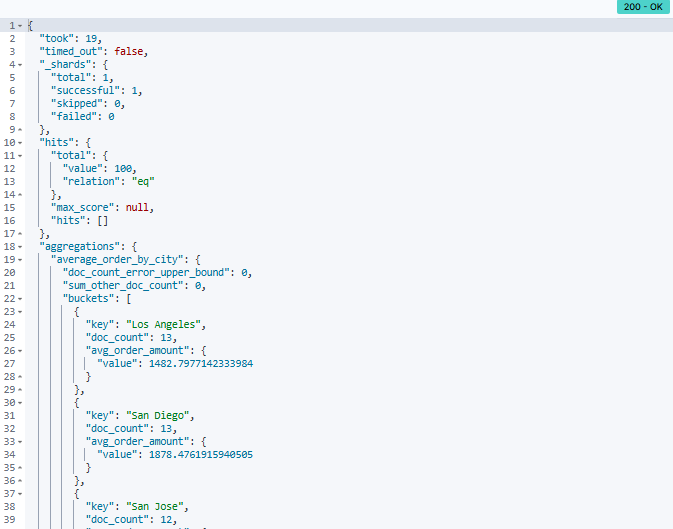 200 - OK
1 {
2 "took": 19,
3 "timed_out": false,
4 "_shards": {
5 "total": 1,
6 "successful": 1,
7 "skipped": 0,
8 "failed": 0
9 },
10 "hits": {
11 "total": {
12 "value": 100,
13 "relation": "eq"
14 },
15 "max_score": null,
16 "hits": []
17 },
18 "aggregations": {
19 "average_order_by_city": {
20 "doc_count_error_upper_bound": 0,
21 "sum_other_doc_count": 0,
22 "buckets": [
23 {
24 "key": "Los Angeles",
25 "doc_count": 13,
26 "avg_order_amount": {
27 "value": 1482.7977142333984
28 }
29 },
30 {
31 "key": "San Diego",
32 "doc_count": 13,
33 "avg_order_amount": {
34 "value": 1878.4761915940505
35 }
36 },
37 {
38 "key": "San Jose",
39 "doc_count": 12,